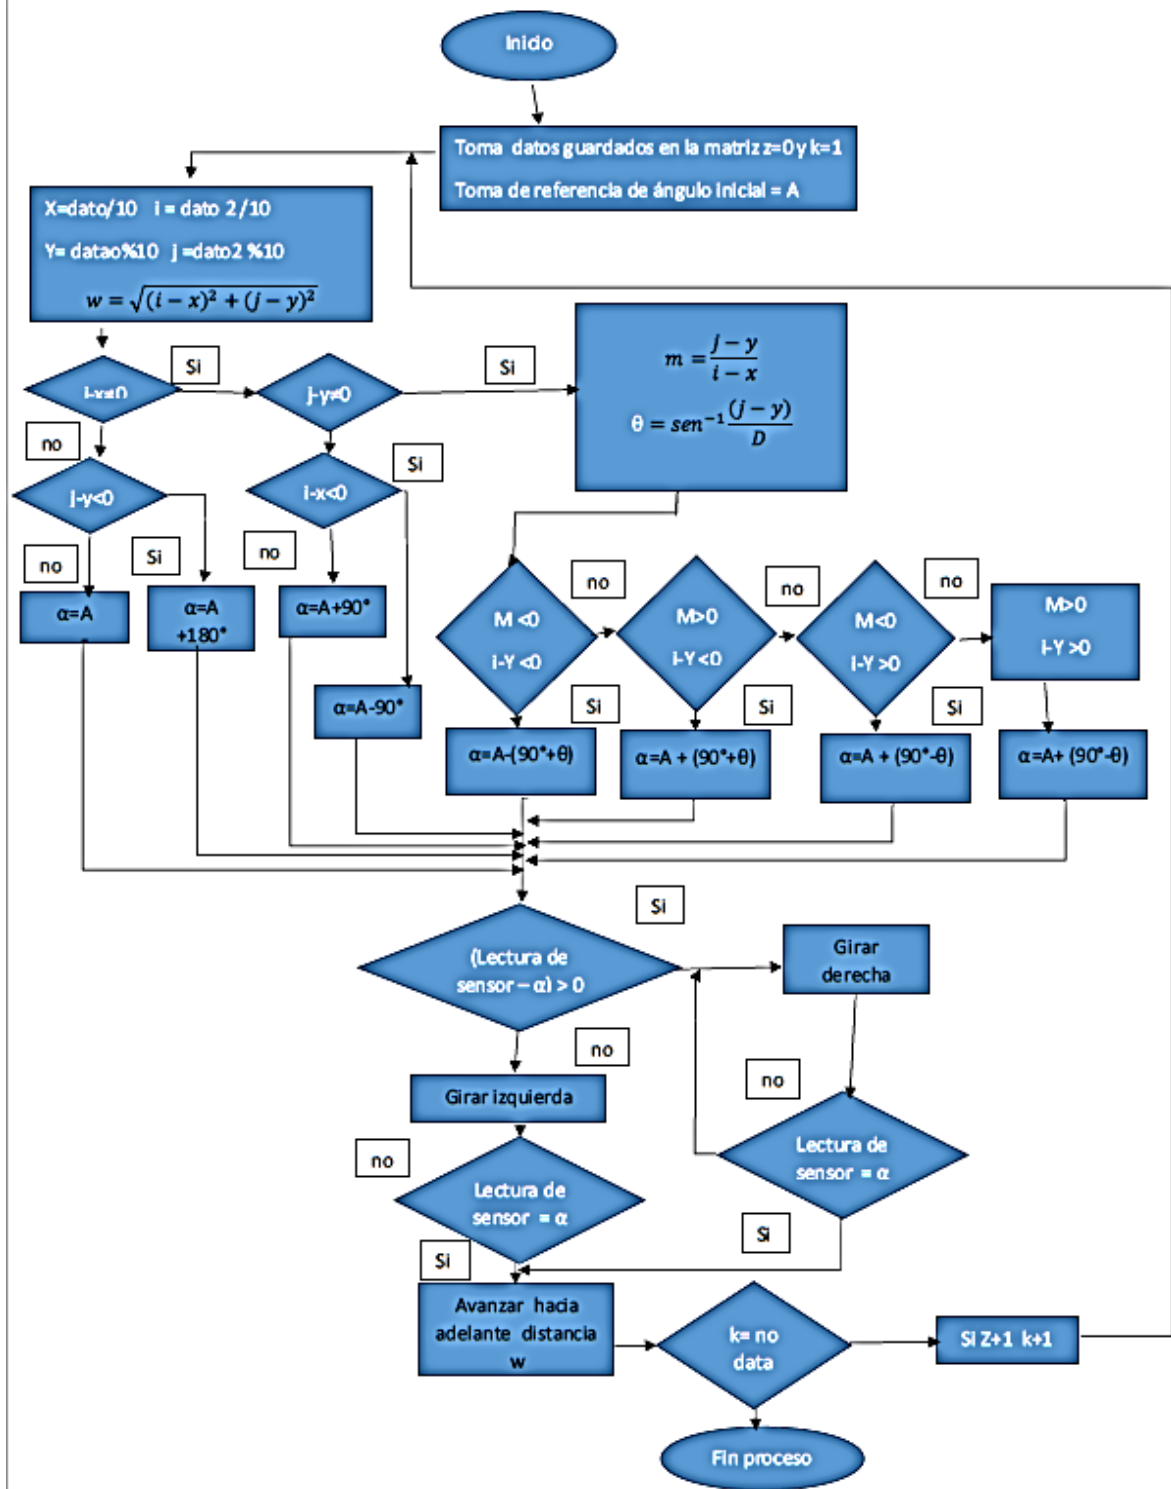 Inicio
Toma datos guardados en la matriz z=0 y k=1
Toma de referencia de ángulo inicial = A
X=dato/10 i = dato 2/10
Y= datao%10 j =dato2 %10
w = √(i − x)² + (j − y)²
i-x≠0
Si
j-y≠0
Si
m = (j − y)/(i − x)
θ = sen⁻¹ (j − y)/D
no
j-y<0
i-x<0
Si
no
Si
no
α=A
α=A
+180°
α=A+90°
α=A-90°
M <0
i-Y <0
no
M>0
i-Y <0
no
M<0
i-Y >0
no
M>0
i-Y >0
Si
Si
Si
α=A-(90°+θ)
α=A + (90°+θ)
α=A + (90°-θ)
α=A+ (90°-θ)
(Lectura de
sensor – α) > 0
Si
Girar
derecha
no
Girar izquierda
no
Lectura de
sensor = α
no
Lectura de
sensor = α
Si
Si
Avanzar hacia
adelante distancia
w
k= no
data
Si Z+1 k+1
Fin proceso